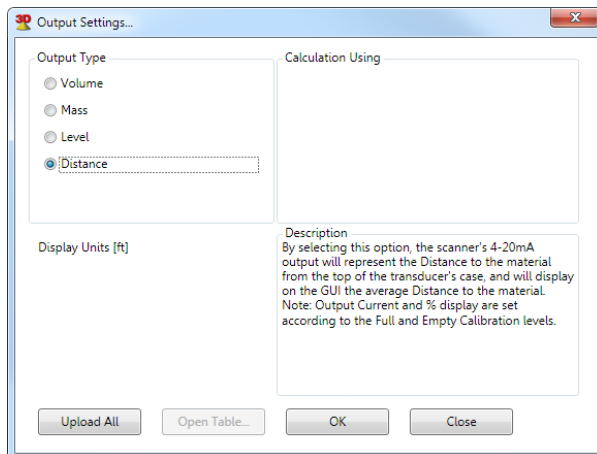 3D Output Settings...
Output Type
Volume
Mass
Level
Distance
Calculation Using
Display Units [ft]
Description
By selecting this option, the scanner's 4-20mA
output will represent the Distance to the material
from the top of the transducer's case, and will display
on the GUI the average Distance to the material.
Note: Output Current and % display are set
according to the Full and Empty Calibration levels.
Upload All
Open Table...
OK
Close